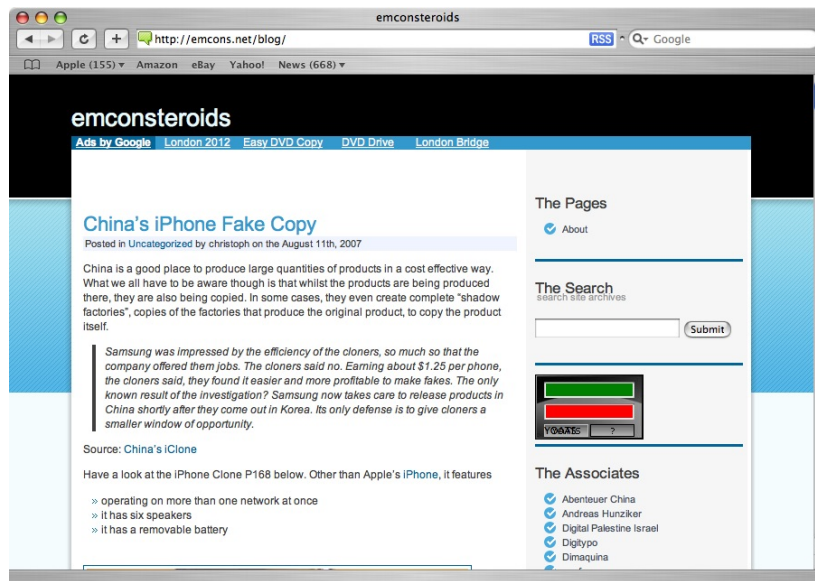 emconsteroids
http://emcons.net/blog/
RSS
Google
Apple (155)
Amazon
eBay
Yahoo!
News (668)
emconsteroids
Ads by Google
London 2012
Easy DVD Copy
DVD Drive
London Bridge
China's iPhone Fake Copy
Posted in Uncategorized by christoph on the August 11th, 2007
China is a good place to produce large quantities of products in a cost effective way.
What we all have to be aware though is that whilst the products are being produced
there, they are also being copied. In some cases, they even create complete "shadow
factories", copies of the factories that produce the original product, to copy the product
itself.
Samsung was impressed by the efficiency of the cloners, so much so that the
company offered them jobs. The cloners said no. Earning about $1.25 per phone,
the cloners said, they found it easier and more profitable to make fakes. The only
known result of the investigation? Samsung now takes care to release products in
China shortly after they come out in Korea. Its only defense is to give cloners a
smaller window of opportunity.
Source: China's iClone
Have a look at the iPhone Clone P168 below. Other than Apple's iPhone, it features
» operating on more than one network at once
» it has six speakers
» it has a removable battery
The Pages
About
The Search
search site archives
Submit
?
The Associates
Abenteuer China
Andreas Hunziker
Digital Palestine Israel
Digitypo
Dimaquina